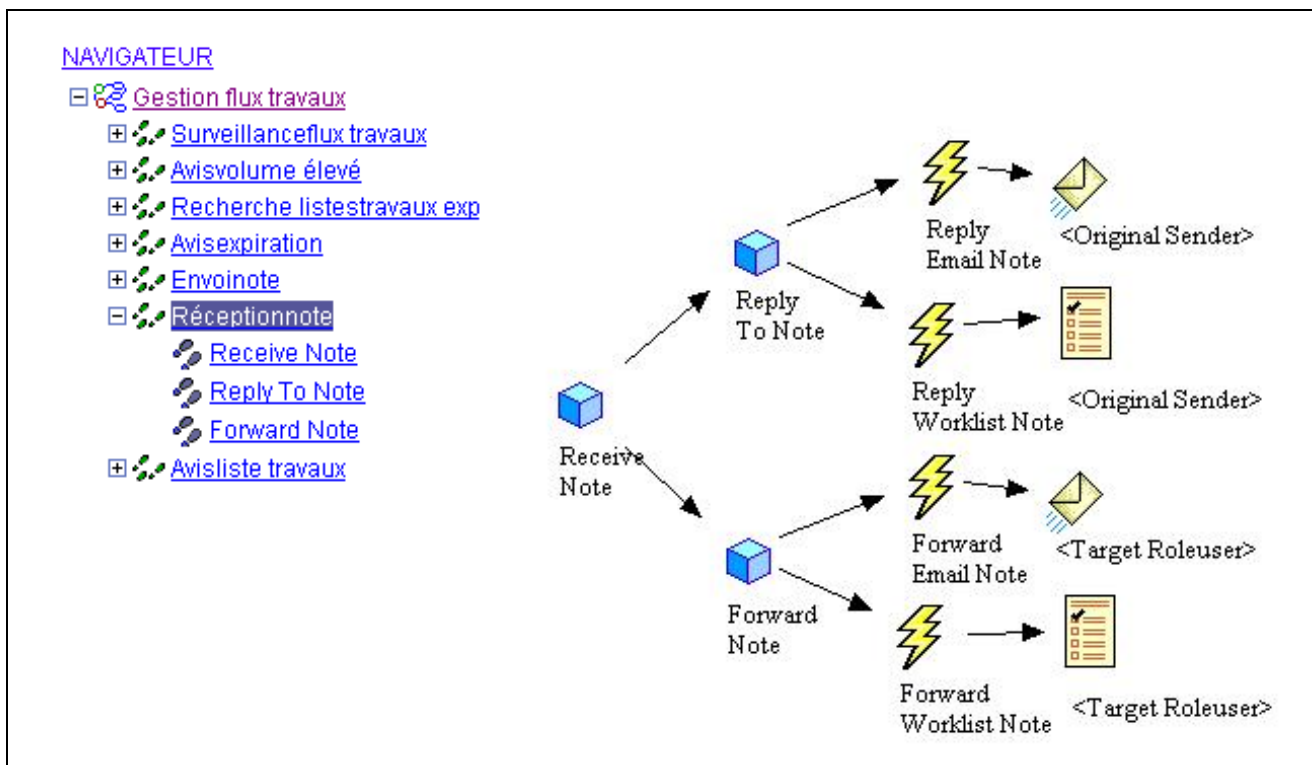 NAVIGATEUR
Gestion flux travaux
Surveillanceflux travaux
Avisvolume élevé
Recherche listestravaux exp
Avisexpiration
Envoinote
Réceptionnote
Receive Note
Reply To Note
Forward Note
Avisliste travaux
Reply
Email Note
<Original Sender>
Reply
To Note
Reply
Worklist Note
<Original Sender>
Receive
Note
Forward
Email Note
<Target Roleuser>
Forward
Note
Forward
Worklist Note
<Target Roleuser>